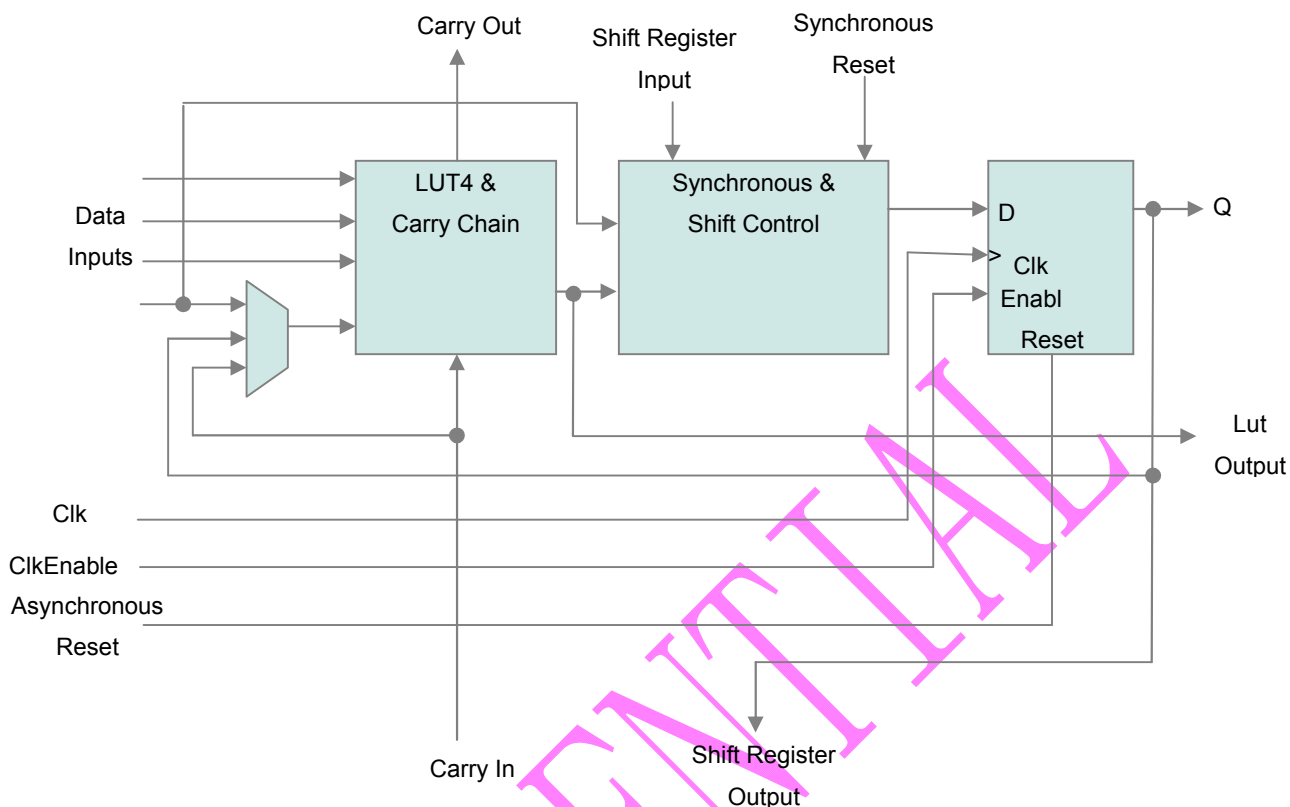 Carry Out
Shift Register
Input
Synchronous
Reset
LUT4 &
Carry Chain
Synchronous &
Shift Control
Data
Inputs
D
Q
>
Clk
Enabl
Reset
Lut
Output
Clk
ClkEnable
Asynchronous
Reset
Carry In
Shift Register
Output
ENTIAL